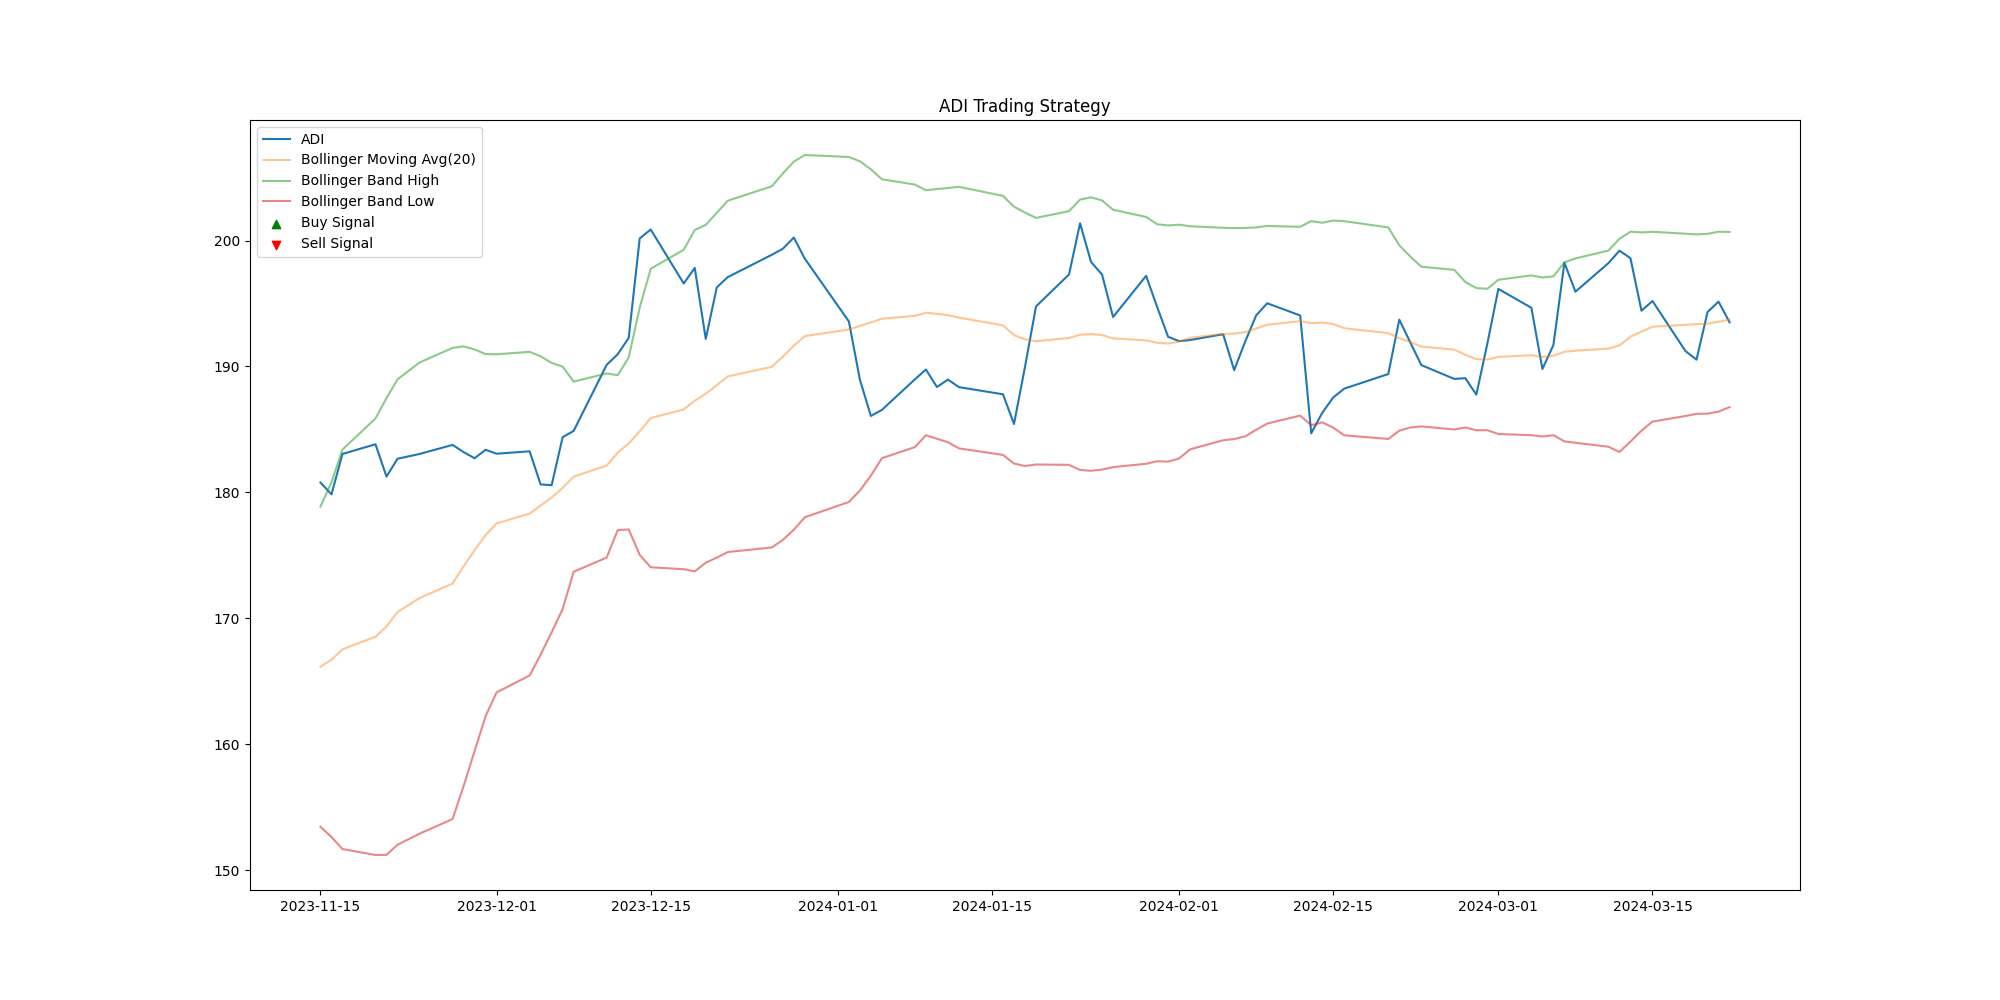 ADI Trading Strategy
ADI
Bollinger Moving Avg(20)
Bollinger Band High
Bollinger Band Low
Buy Signal
Sell Signal
200
190
180
170
160
150
2023-11-15
2023-12-01
2023-12-15
2024-01-01
2024-01-15
2024-02-01
2024-02-15
2024-03-01
2024-03-15